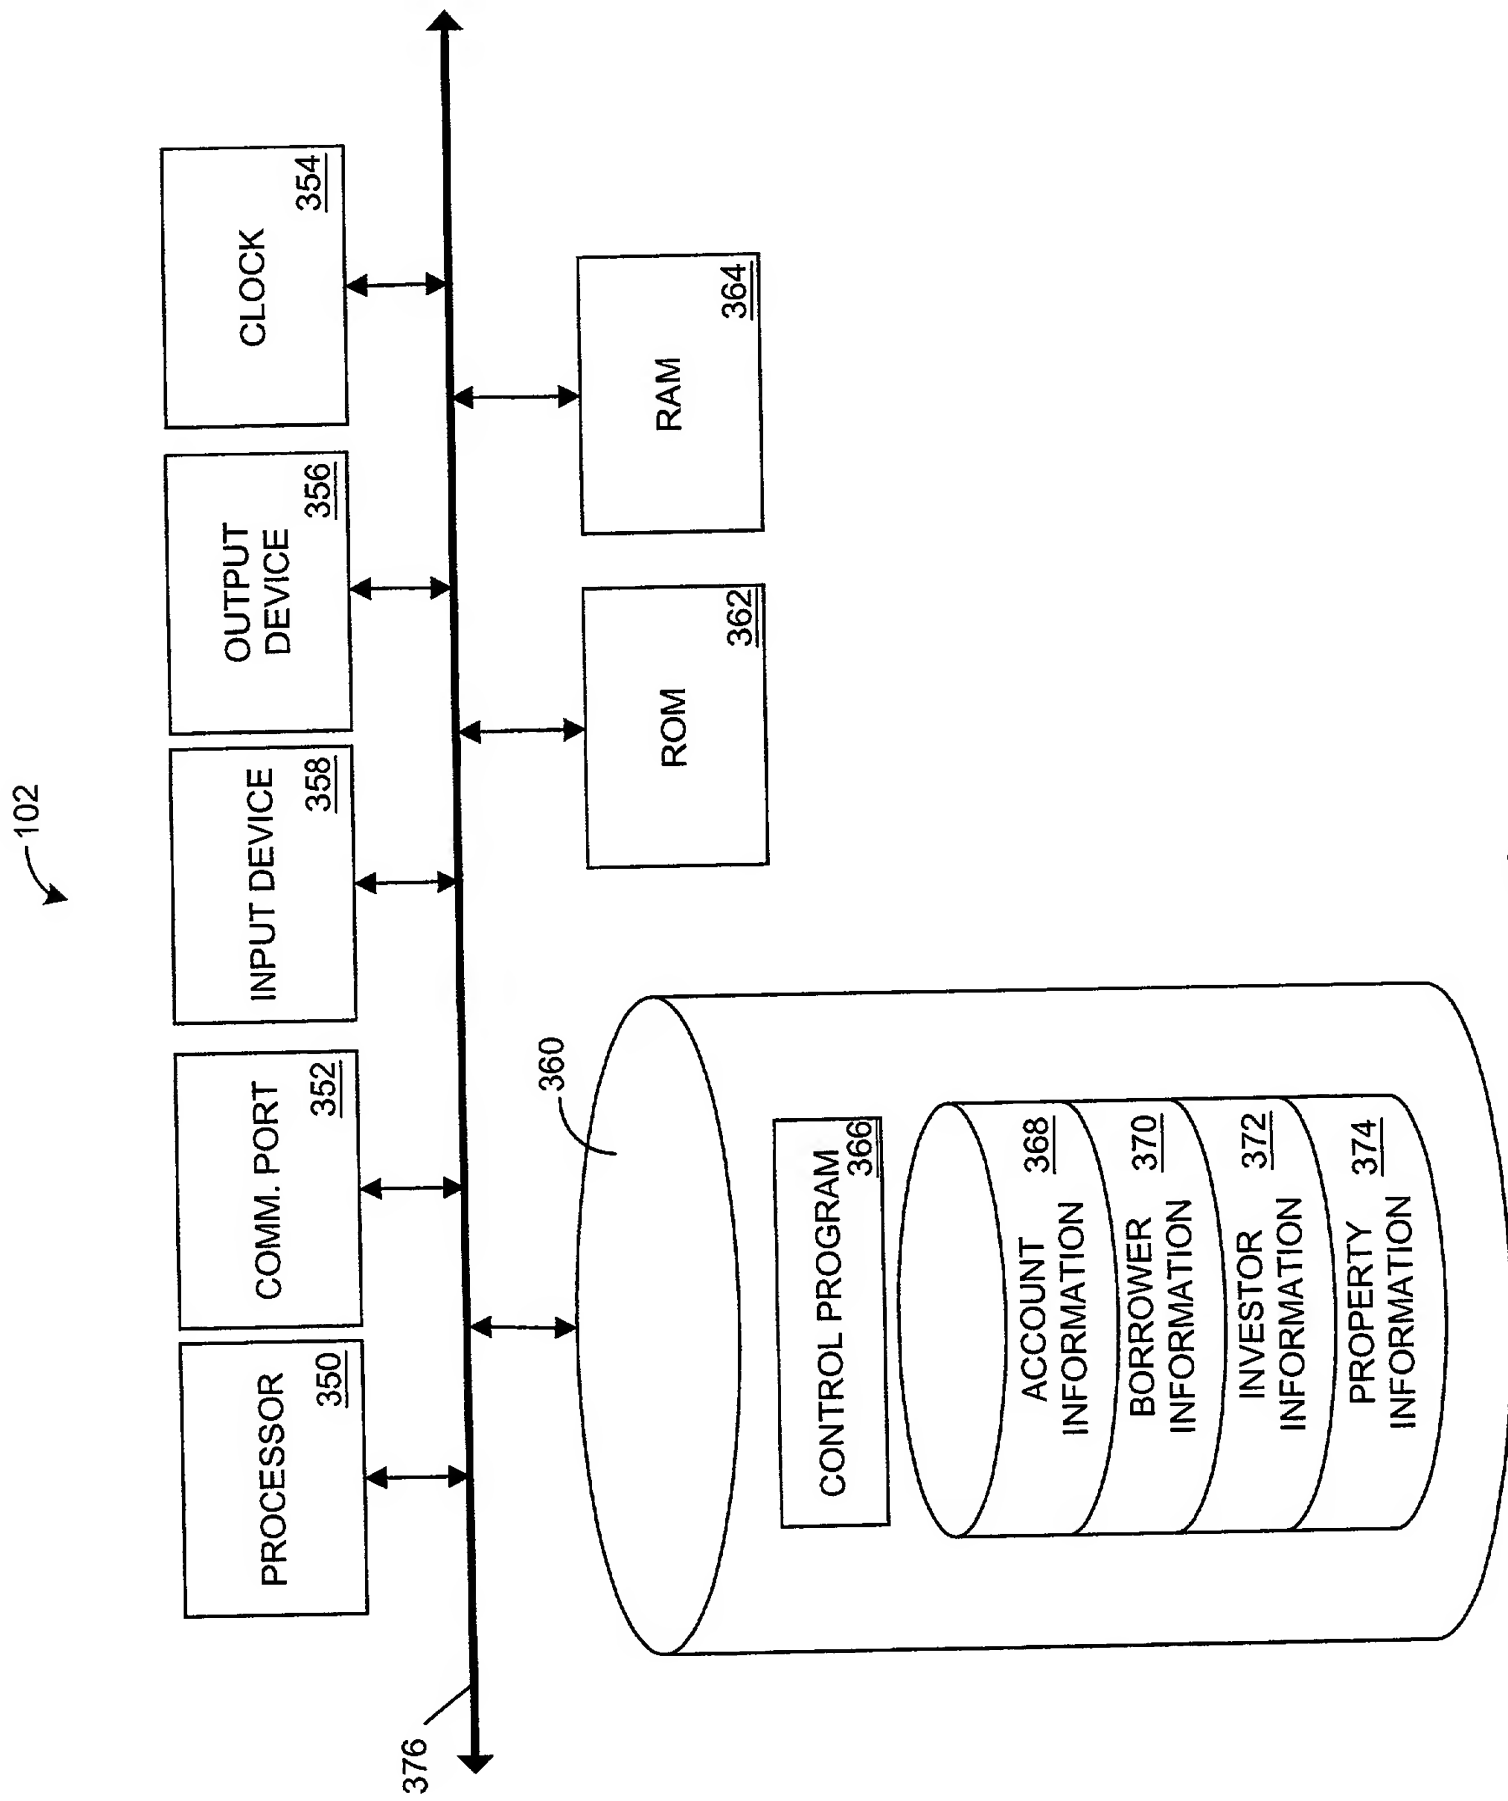 102
PROCESSOR
350
COMM. PORT
352
INPUT DEVICE
358
OUTPUT
DEVICE
356
CLOCK
354
376
360
ROM
362
RAM
364
CONTROL PROGRAM
366
ACCOUNT
INFORMATION
368
BORROWER
INFORMATION
370
INVESTOR
INFORMATION
372
PROPERTY
INFORMATION
374